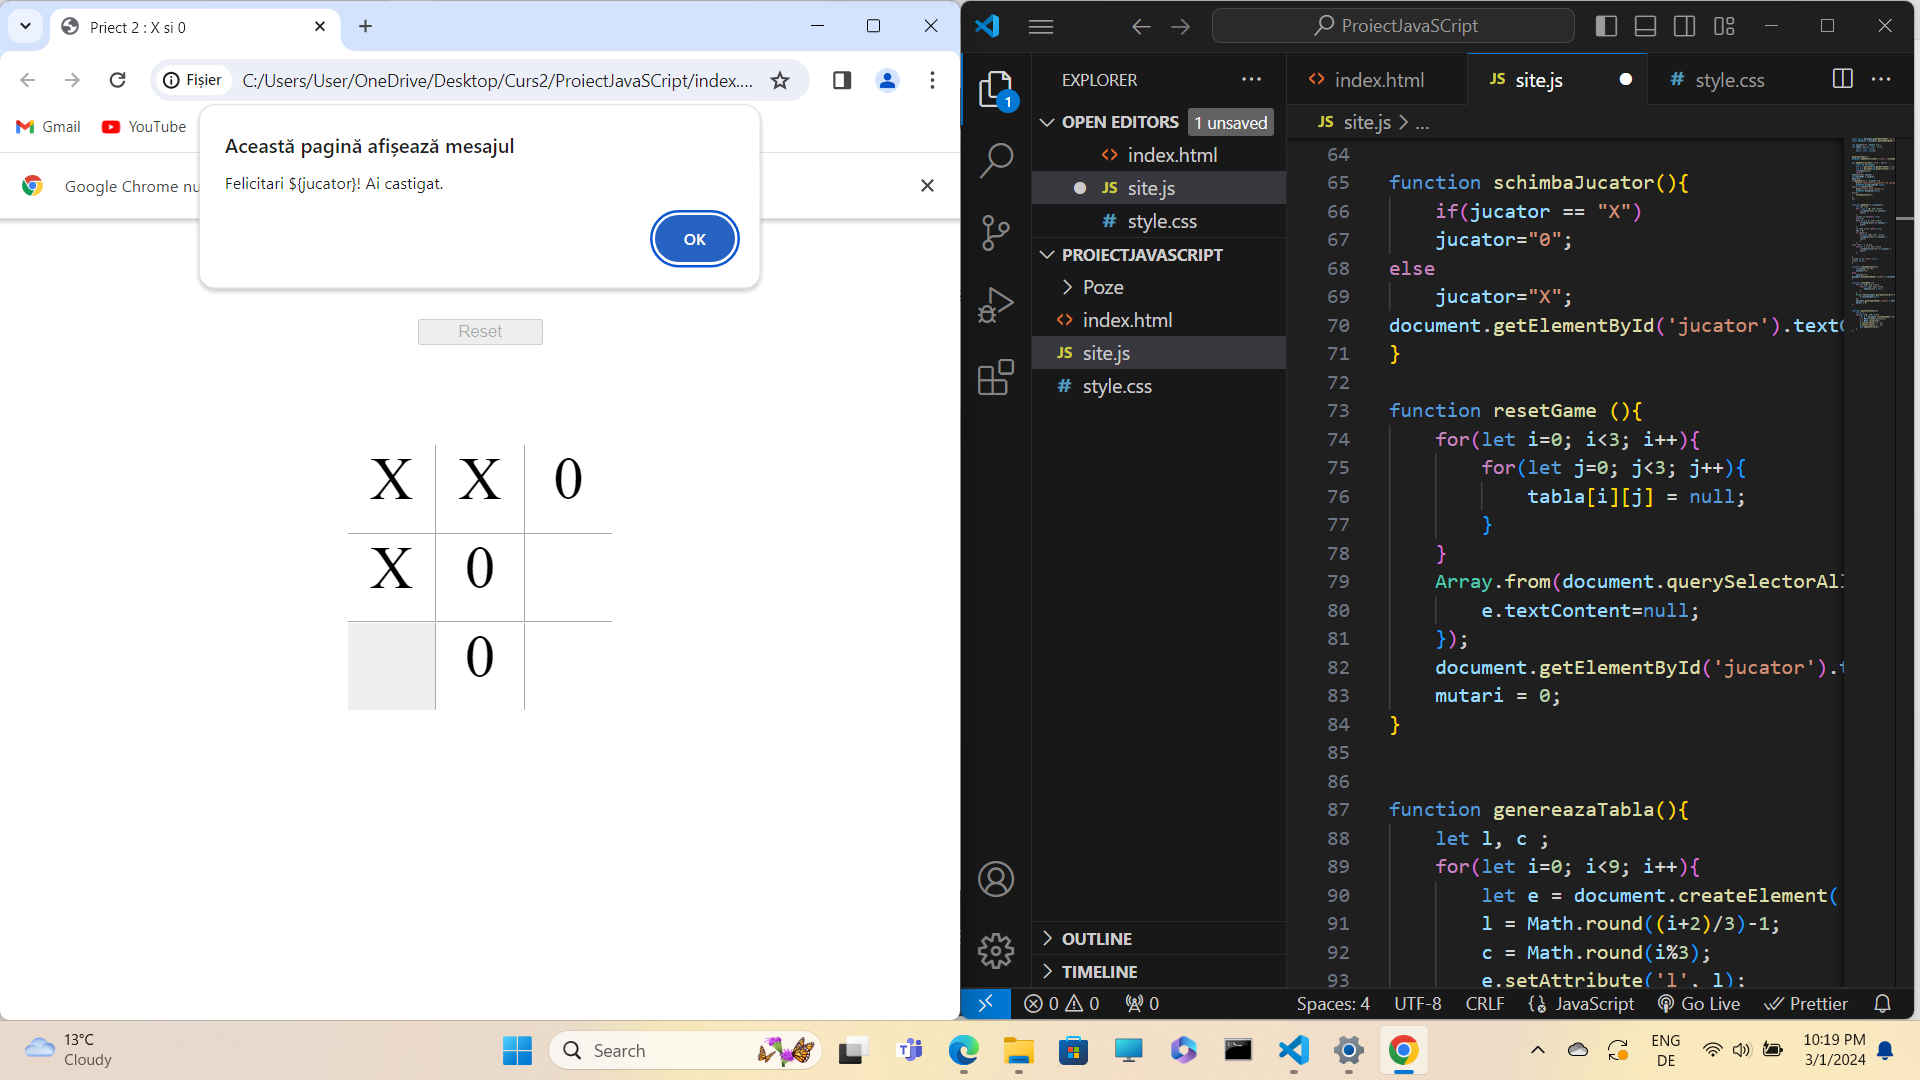 Priect 2 : X si 0
Fișier
C:/Users/User/OneDrive/Desktop/Curs2/ProiectJavaSCript/index....
Gmail
YouTube
Google Chrome nu
Această pagină afișează mesajul
Felicitari ${jucator}! Ai castigat.
OK
Reset
X X 0
X 0
0
ProiectJavaSCript
EXPLORER
1
OPEN EDITORS 1 unsaved
index.html
JS site.js
# style.css
PROIECTJAVASCRIPT
Poze
index.html
JS site.js
# style.css
OUTLINE
TIMELINE
index.html
JS site.js
# style.css
JS site.js > ...
64
65 function schimbaJucator(){
66 if(jucator == "X")
67 jucator="0";
68 else
69 jucator="X";
70 document.getElementById('jucator').text
71 }
72
73 function resetGame (){
74 for(let i=0; i<3; i++){
75 for(let j=0; j<3; j++){
76 tabla[i][j] = null;
77 }
78 }
79 Array.from(document.querySelectorAl
80 e.textContent=null;
81 });
82 document.getElementById('jucator').
83 mutari = 0;
84 }
85
86
87 function genereazaTabla(){
88 let l, c ;
89 for(let i=0; i<9; i++){
90 let e = document.createElement(
91 l = Math.round((i+2)/3)-1;
92 c = Math.round(i%3);
93 e.setAttribute('l', l);
0 0 0 Spaces: 4 UTF-8 CRLF {} JavaScript Go Live Prettier
13°C
Cloudy
Search
ENG
DE
10:19 PM
3/1/2024